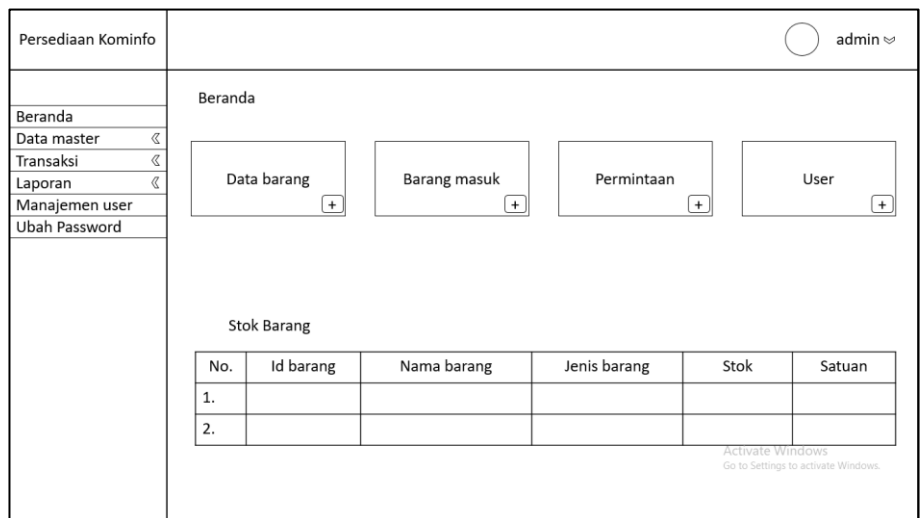 Persediaan Kominfo
admin
Beranda
Data master
Transaksi
Laporan
Manajemen user
Ubah Password
Beranda
Data barang
+
Barang masuk
+
Permintaan
+
User
+
Stok Barang
No. Id barang Nama barang Jenis barang Stok Satuan
1.
2.
Activate Windows
Go to Settings to activate Windows.